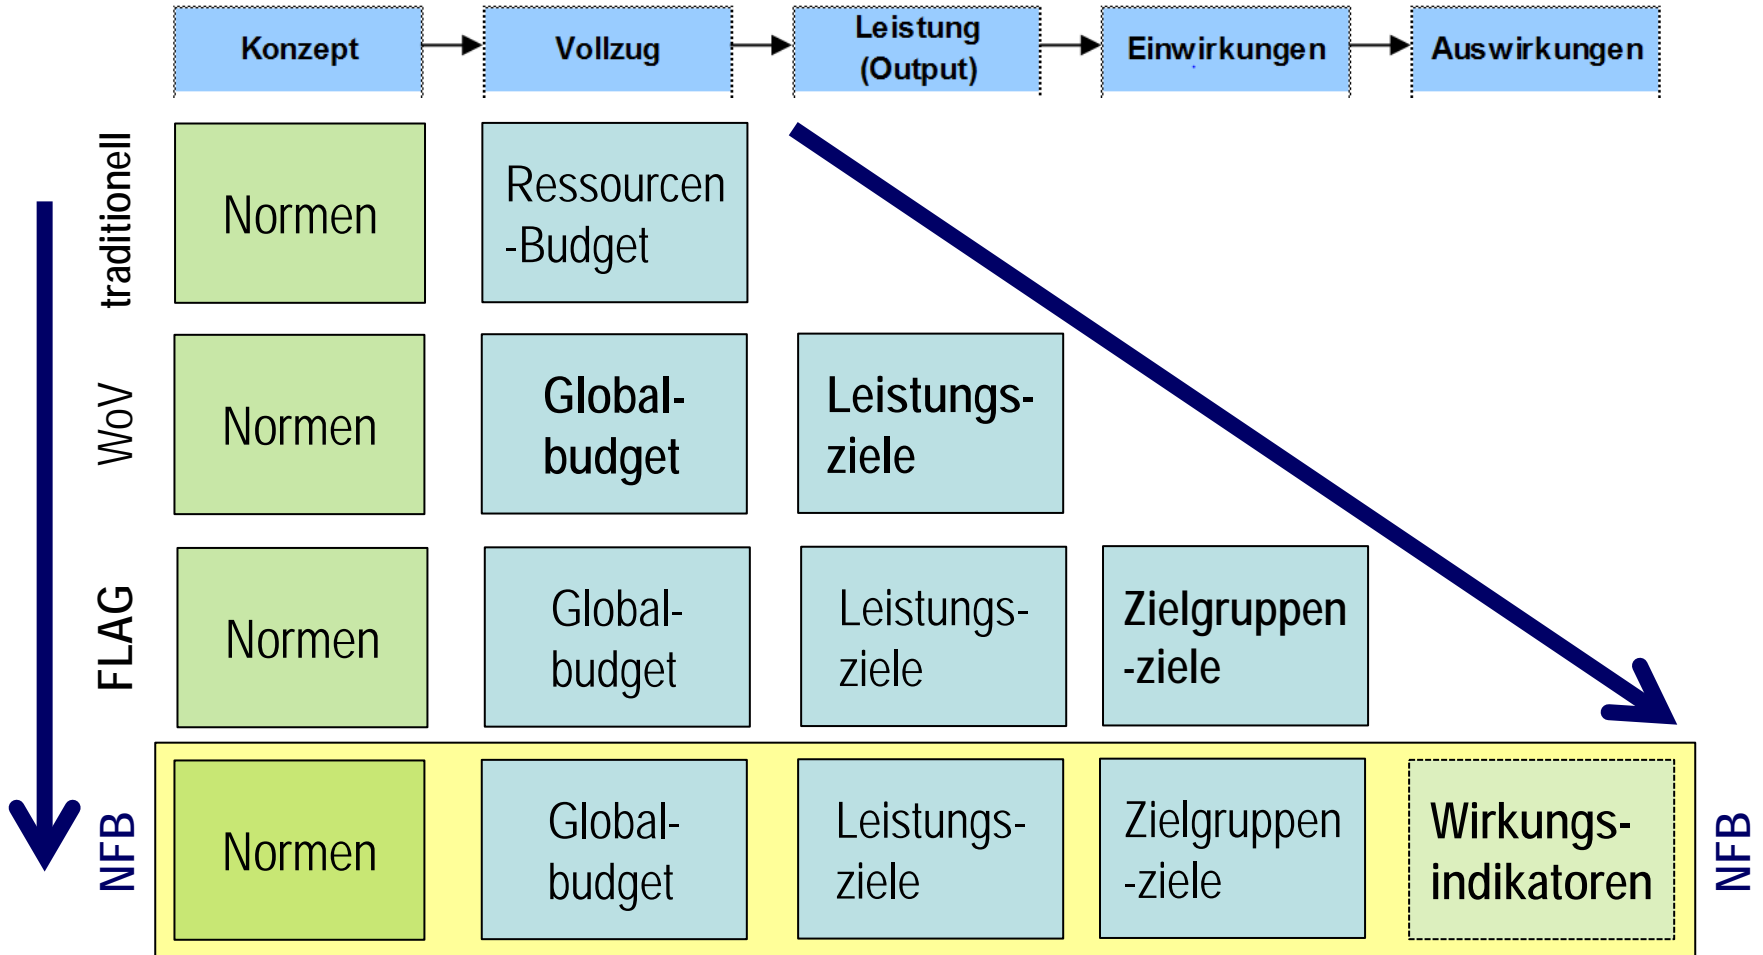 Konzept
Vollzug
Leistung
(Output)
Einwirkungen
Auswirkungen
traditionell
Normen
Ressourcen
-Budget
WoV
Normen
Global-
budget
Leistungs-
ziele
FLAG
Normen
Global-
budget
Leistungs-
ziele
Zielgruppen
-ziele
NFB
Normen
Global-
budget
Leistungs-
ziele
Zielgruppen
-ziele
Wirkungs-
indikatoren
NFB